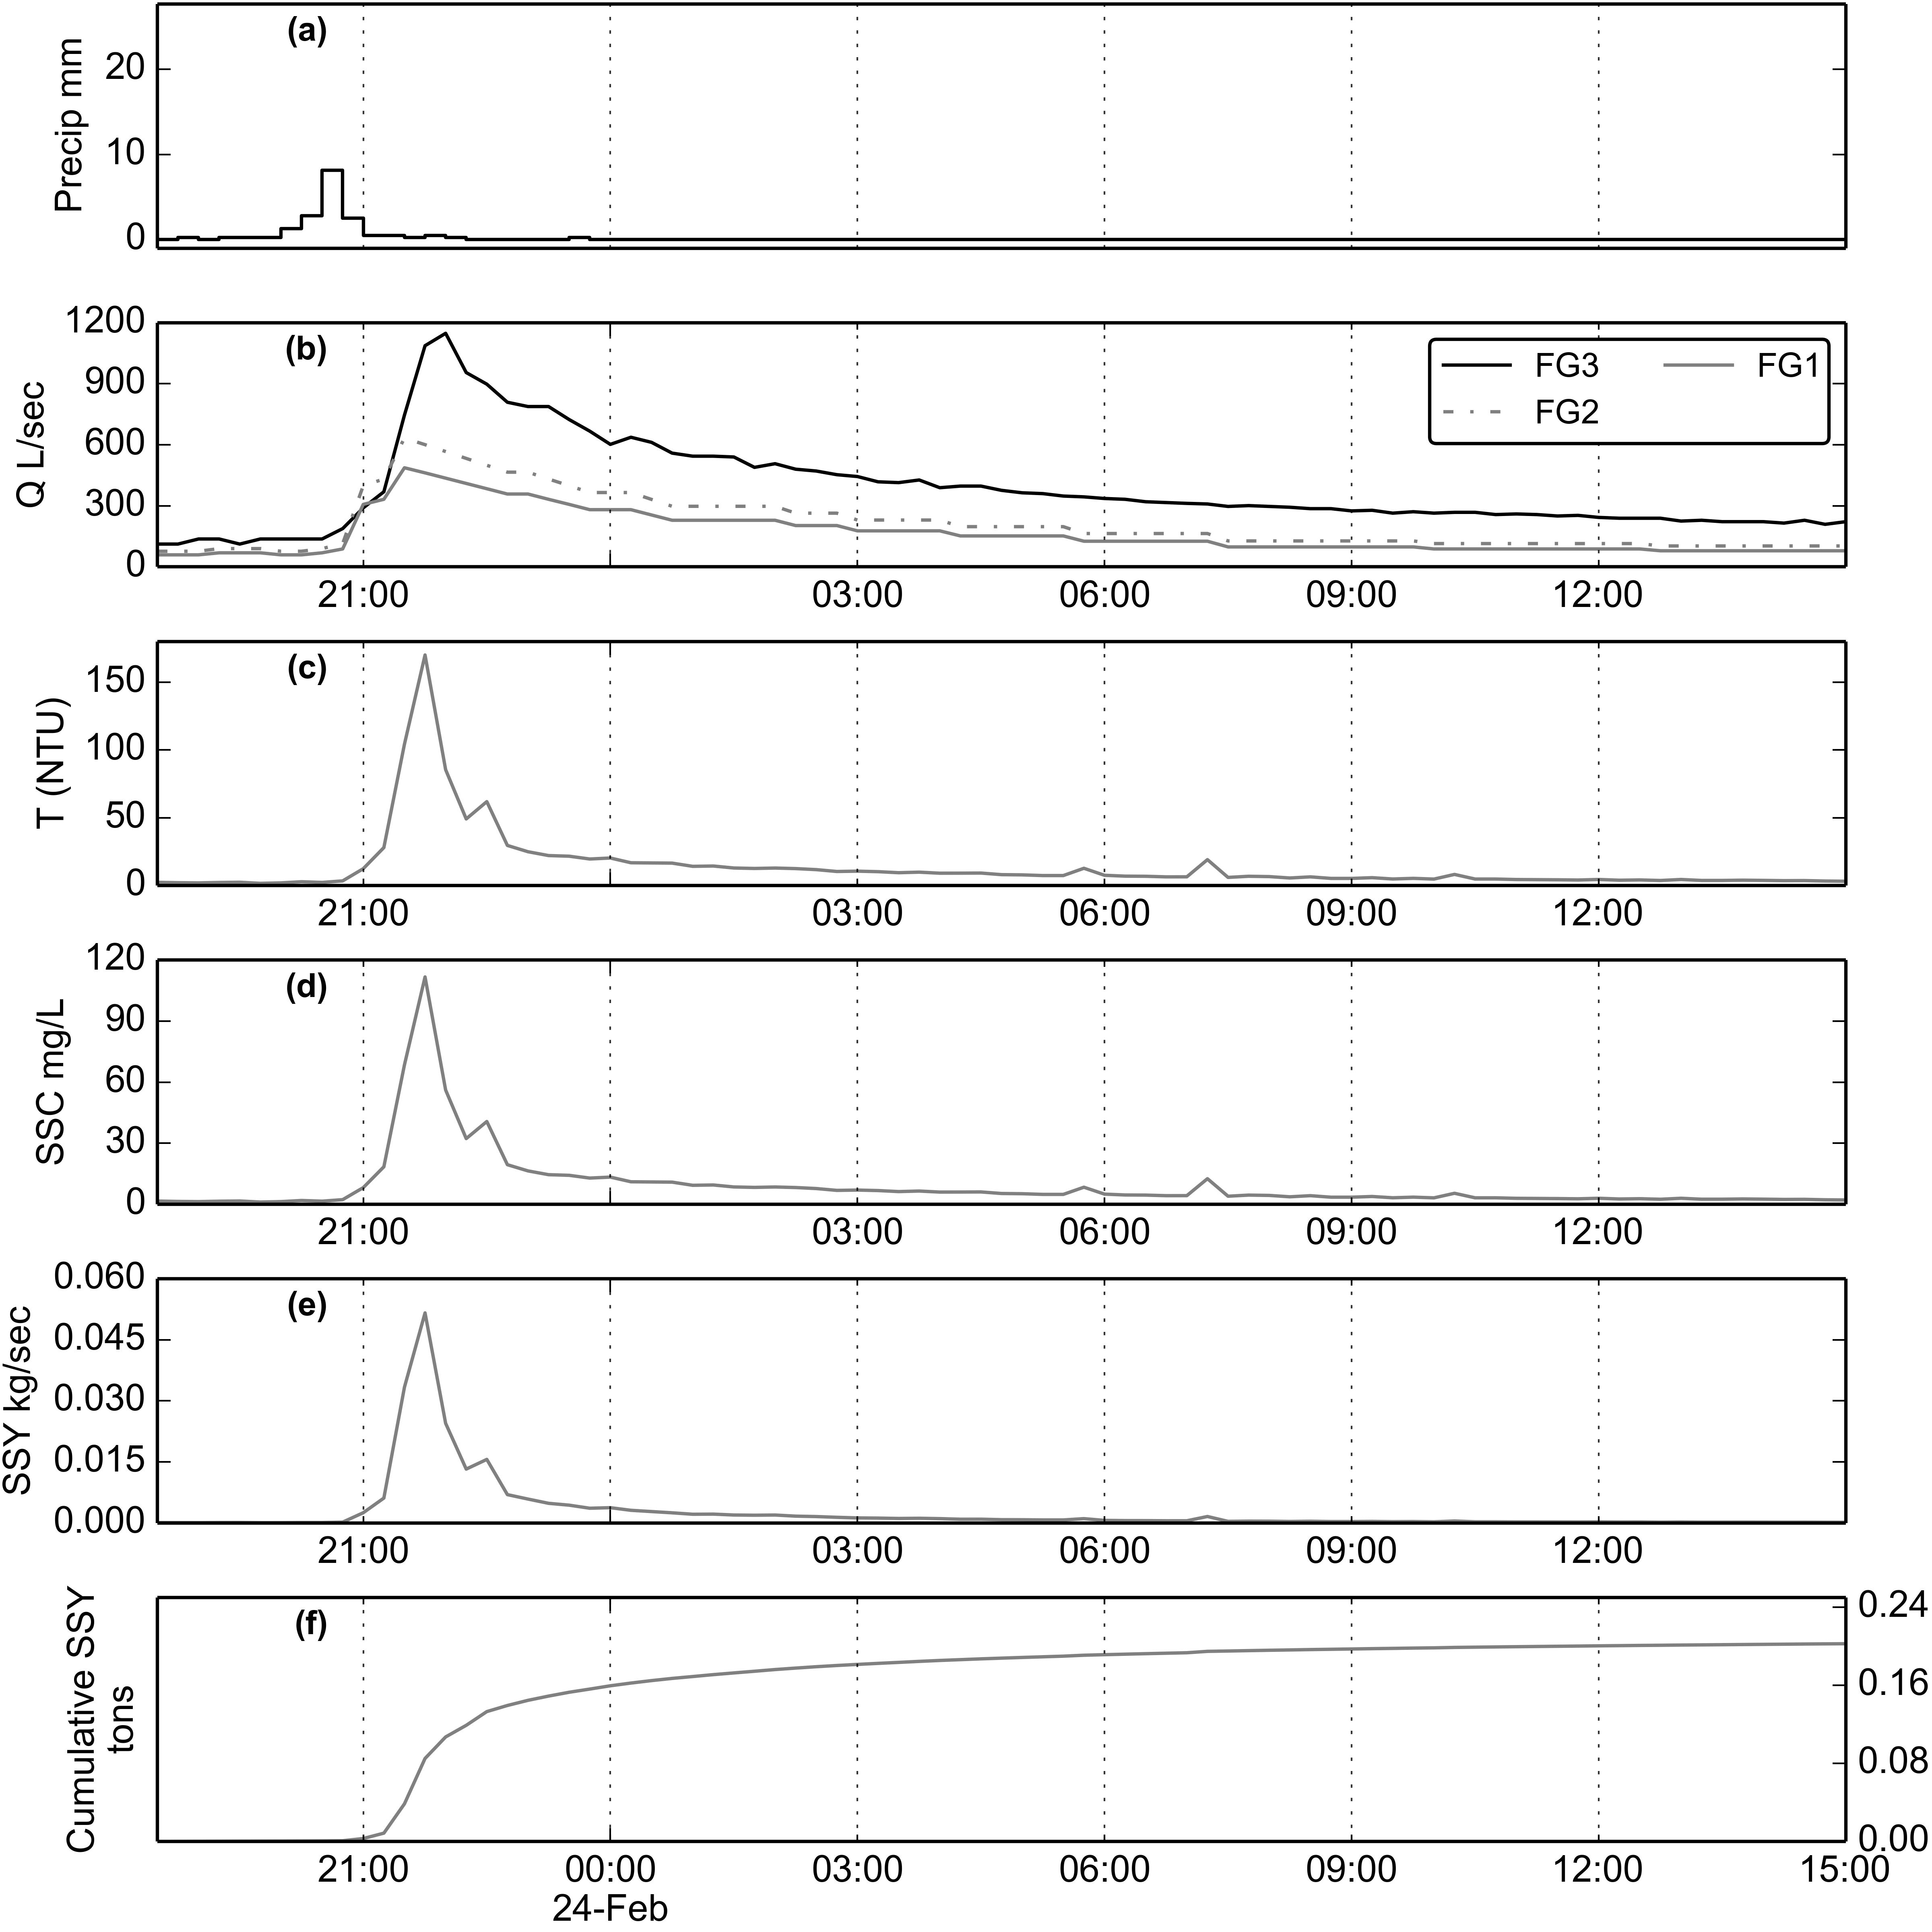 (a)
Precip mm
20
10
0
(b)
Q L/sec
1200
900
600
300
0
FG3 FG1
FG2
21:00 03:00 06:00 09:00 12:00
(c)
T (NTU)
150
100
50
0
21:00 03:00 06:00 09:00 12:00
(d)
SSC mg/L
120
90
60
30
0
21:00 03:00 06:00 09:00 12:00
(e)
SSY kg/sec
0.060
0.045
0.030
0.015
0.000
21:00 03:00 06:00 09:00 12:00
(f)
Cumulative SSY
tons
0.24
0.16
0.08
0.00
21:00 00:00 03:00 06:00 09:00 12:00 15:00
24-Feb